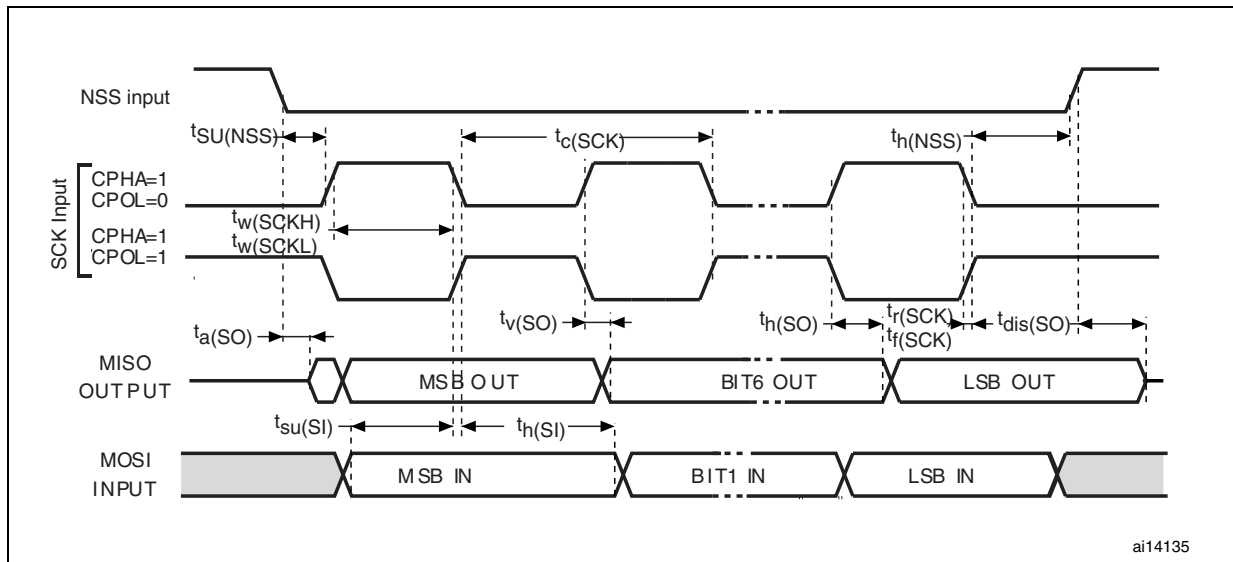 NSS input
tSU(NSS)
tc(SCK)
th(NSS)
SCK Input
CPHA=1
CPOL=0
tw(SCKH)
tw(SCKL)
CPHA=1
CPOL=1
ta(SO)
tv(SO)
th(SO)
tr(SCK)
tf(SCK)
tdis(SO)
MISO
OUTPUT
MSB OUT
BIT6 OUT
LSB OUT
tsu(SI)
th(SI)
MOSI
INPUT
MSB IN
BIT1 IN
LSB IN
ai14135